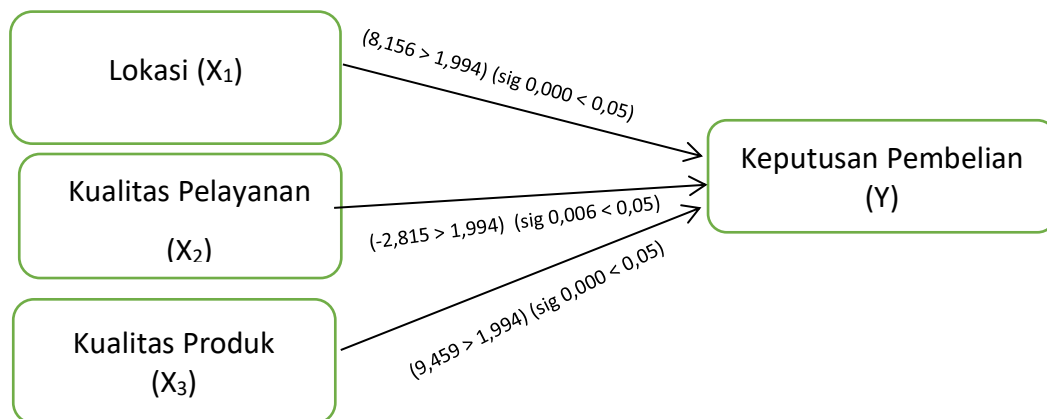 Lokasi (X₁)
(8,156 > 1,994) (sig 0,000 < 0,05)
Kualitas Pelayanan
(X₂)
(-2,815 > 1,994) (sig 0,006 < 0,05)
Kualitas Produk
(X₃)
(9,459 > 1,994) (sig 0,000 < 0,05)
Keputusan Pembelian
(Y)